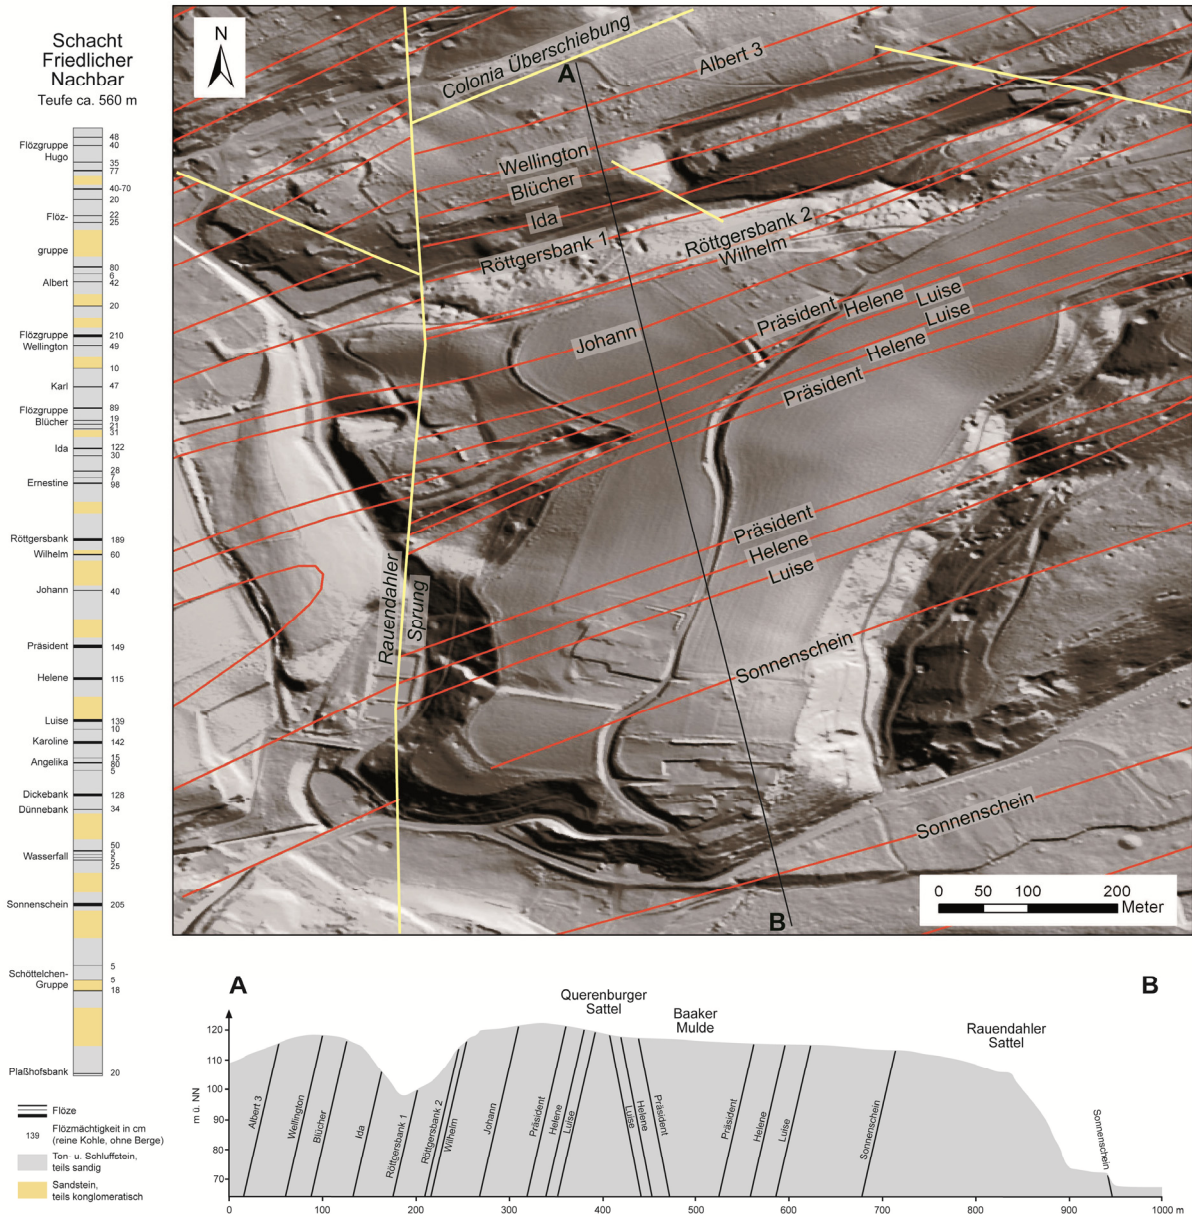 Schacht
Friedlicher
Nachbar
Teufe ca. 560 m
Flözgruppe
Hugo
48
40
35
77
40-70
20
Flöz-
22
25
gruppe
80
6
Albert
42
20
Flözgruppe
210
Wellington
49
10
Karl
47
Flözgruppe
89
Blücher
19
21
31
Ida
122
30
28
7
Ernestine
98
Röttgersbank
189
Wilhelm
60
Johann
40
Präsident
149
Helene
115
Luise
139
10
Karoline
142
15
Angelika
80
5
Dickebank
128
Dünnebank
34
50
5
Wasserfall
5
25
Sonnenschein
205
5
Schöttelchen-
5
Gruppe
18
Plaßhofsbank
20
Flöze
139
Flözmächtigkeit in cm
(reine Kohle, ohne Berge)
Ton- u. Schluffstein,
teils sandig
Sandstein,
teils konglomeratisch
N
Colonia Überschiebung
A
Albert 3
Wellington
Blücher
Ida
Röttgersbank 1
Röttgersbank 2
Wilhelm
Johann
Präsident
Helene
Luise
Luise
Helene
Präsident
Präsident
Helene
Luise
Rauendahler
Sprung
Sonnenschein
Sonnenschein
B
0 50 100 200
Meter
A
B
Querenburger
Sattel
Baaker
Mulde
Rauendahler
Sattel
m ü. NN
120
110
100
90
80
70
Albert 3
Wellington
Blücher
Ida
Röttgersbank 1
Röttgersbank 2
Wilhelm
Johann
Präsident
Helene
Luise
Luise
Helene
Präsident
Präsident
Helene
Luise
Sonnenschein
Sonnenschein
0 100 200 300 400 500 600 700 800 900 1000 m